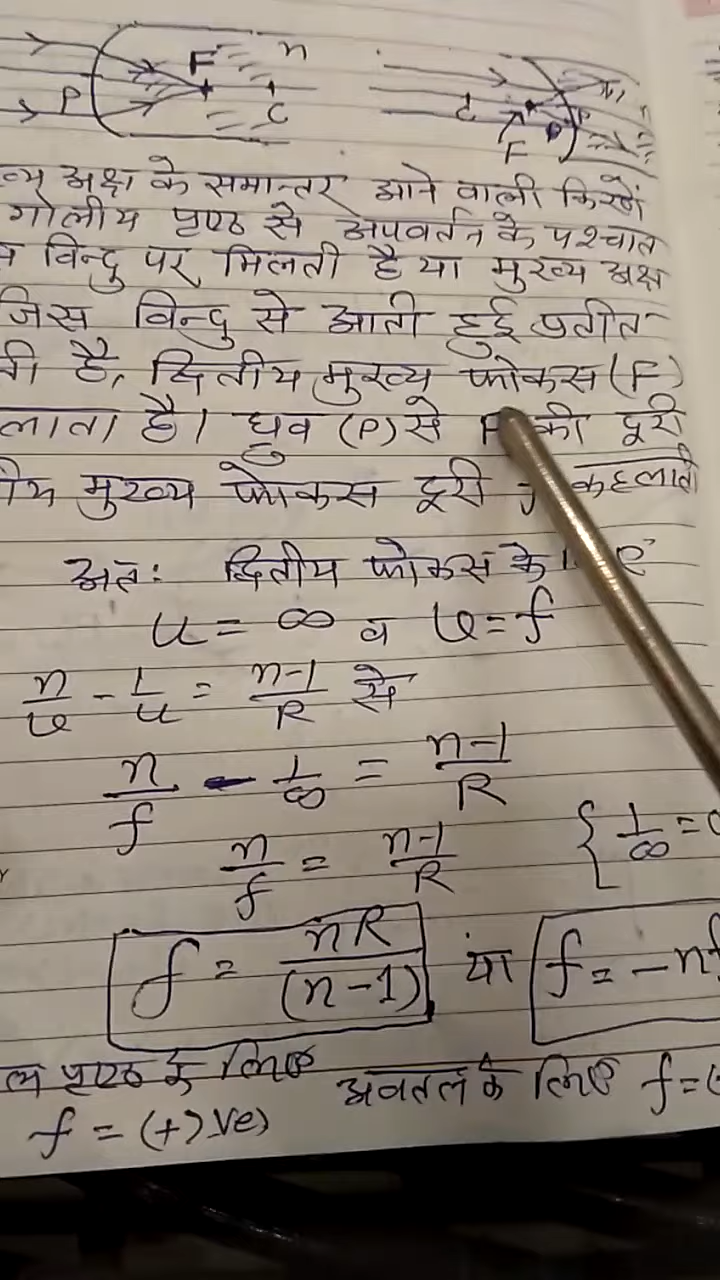 F n
P C
C F P
अक्ष के समान्तर आने वाली किरणें
गोलीय पृष्ठ से अपवर्तन के पश्चात
विन्दु पर मिलती है या मुख्य अक्ष
जिस विन्दु से आती हुई प्रतीत
है, द्वितीय मुख्य फोकस (F)
लाता है। ध्रुव (P) से की दूरी
मुख्य फोकस दूरी कहलाती
अतः द्वितीय फोकस के
u = ∞ व v = f
n/v - 1/u = n-1/R से
n/f - 1/∞ = n-1/R
n/f = n-1/R { 1/∞ =
f = nR/(n-1) या f = -n
पृष्ठ के लिए अवतल के लिए f = (
f = (+)ve)